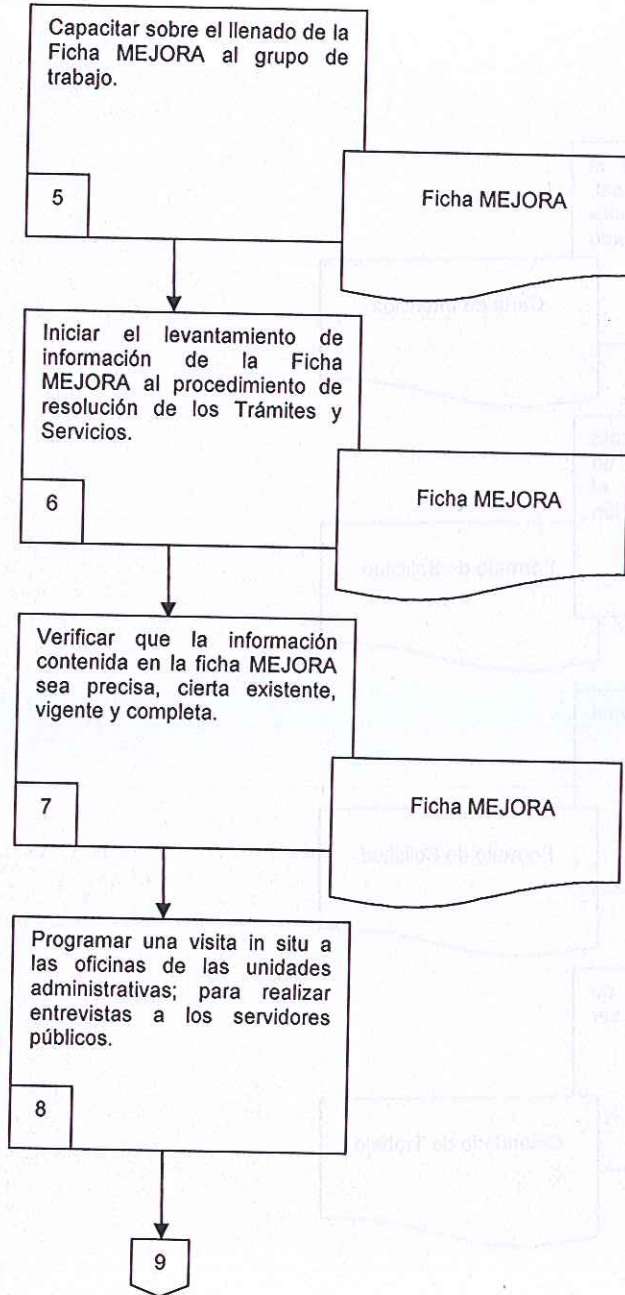 Capacitar sobre el llenado de la
Ficha MEJORA al grupo de
trabajo.
5
Ficha MEJORA
Iniciar el levantamiento de
información de la Ficha
MEJORA al procedimiento de
resolución de los Trámites y
Servicios.
6
Ficha MEJORA
Verificar que la información
contenida en la ficha MEJORA
sea precisa, cierta existente,
vigente y completa.
7
Ficha MEJORA
Programar una visita in situ a
las oficinas de las unidades
administrativas; para realizar
entrevistas a los servidores
públicos.
8
9